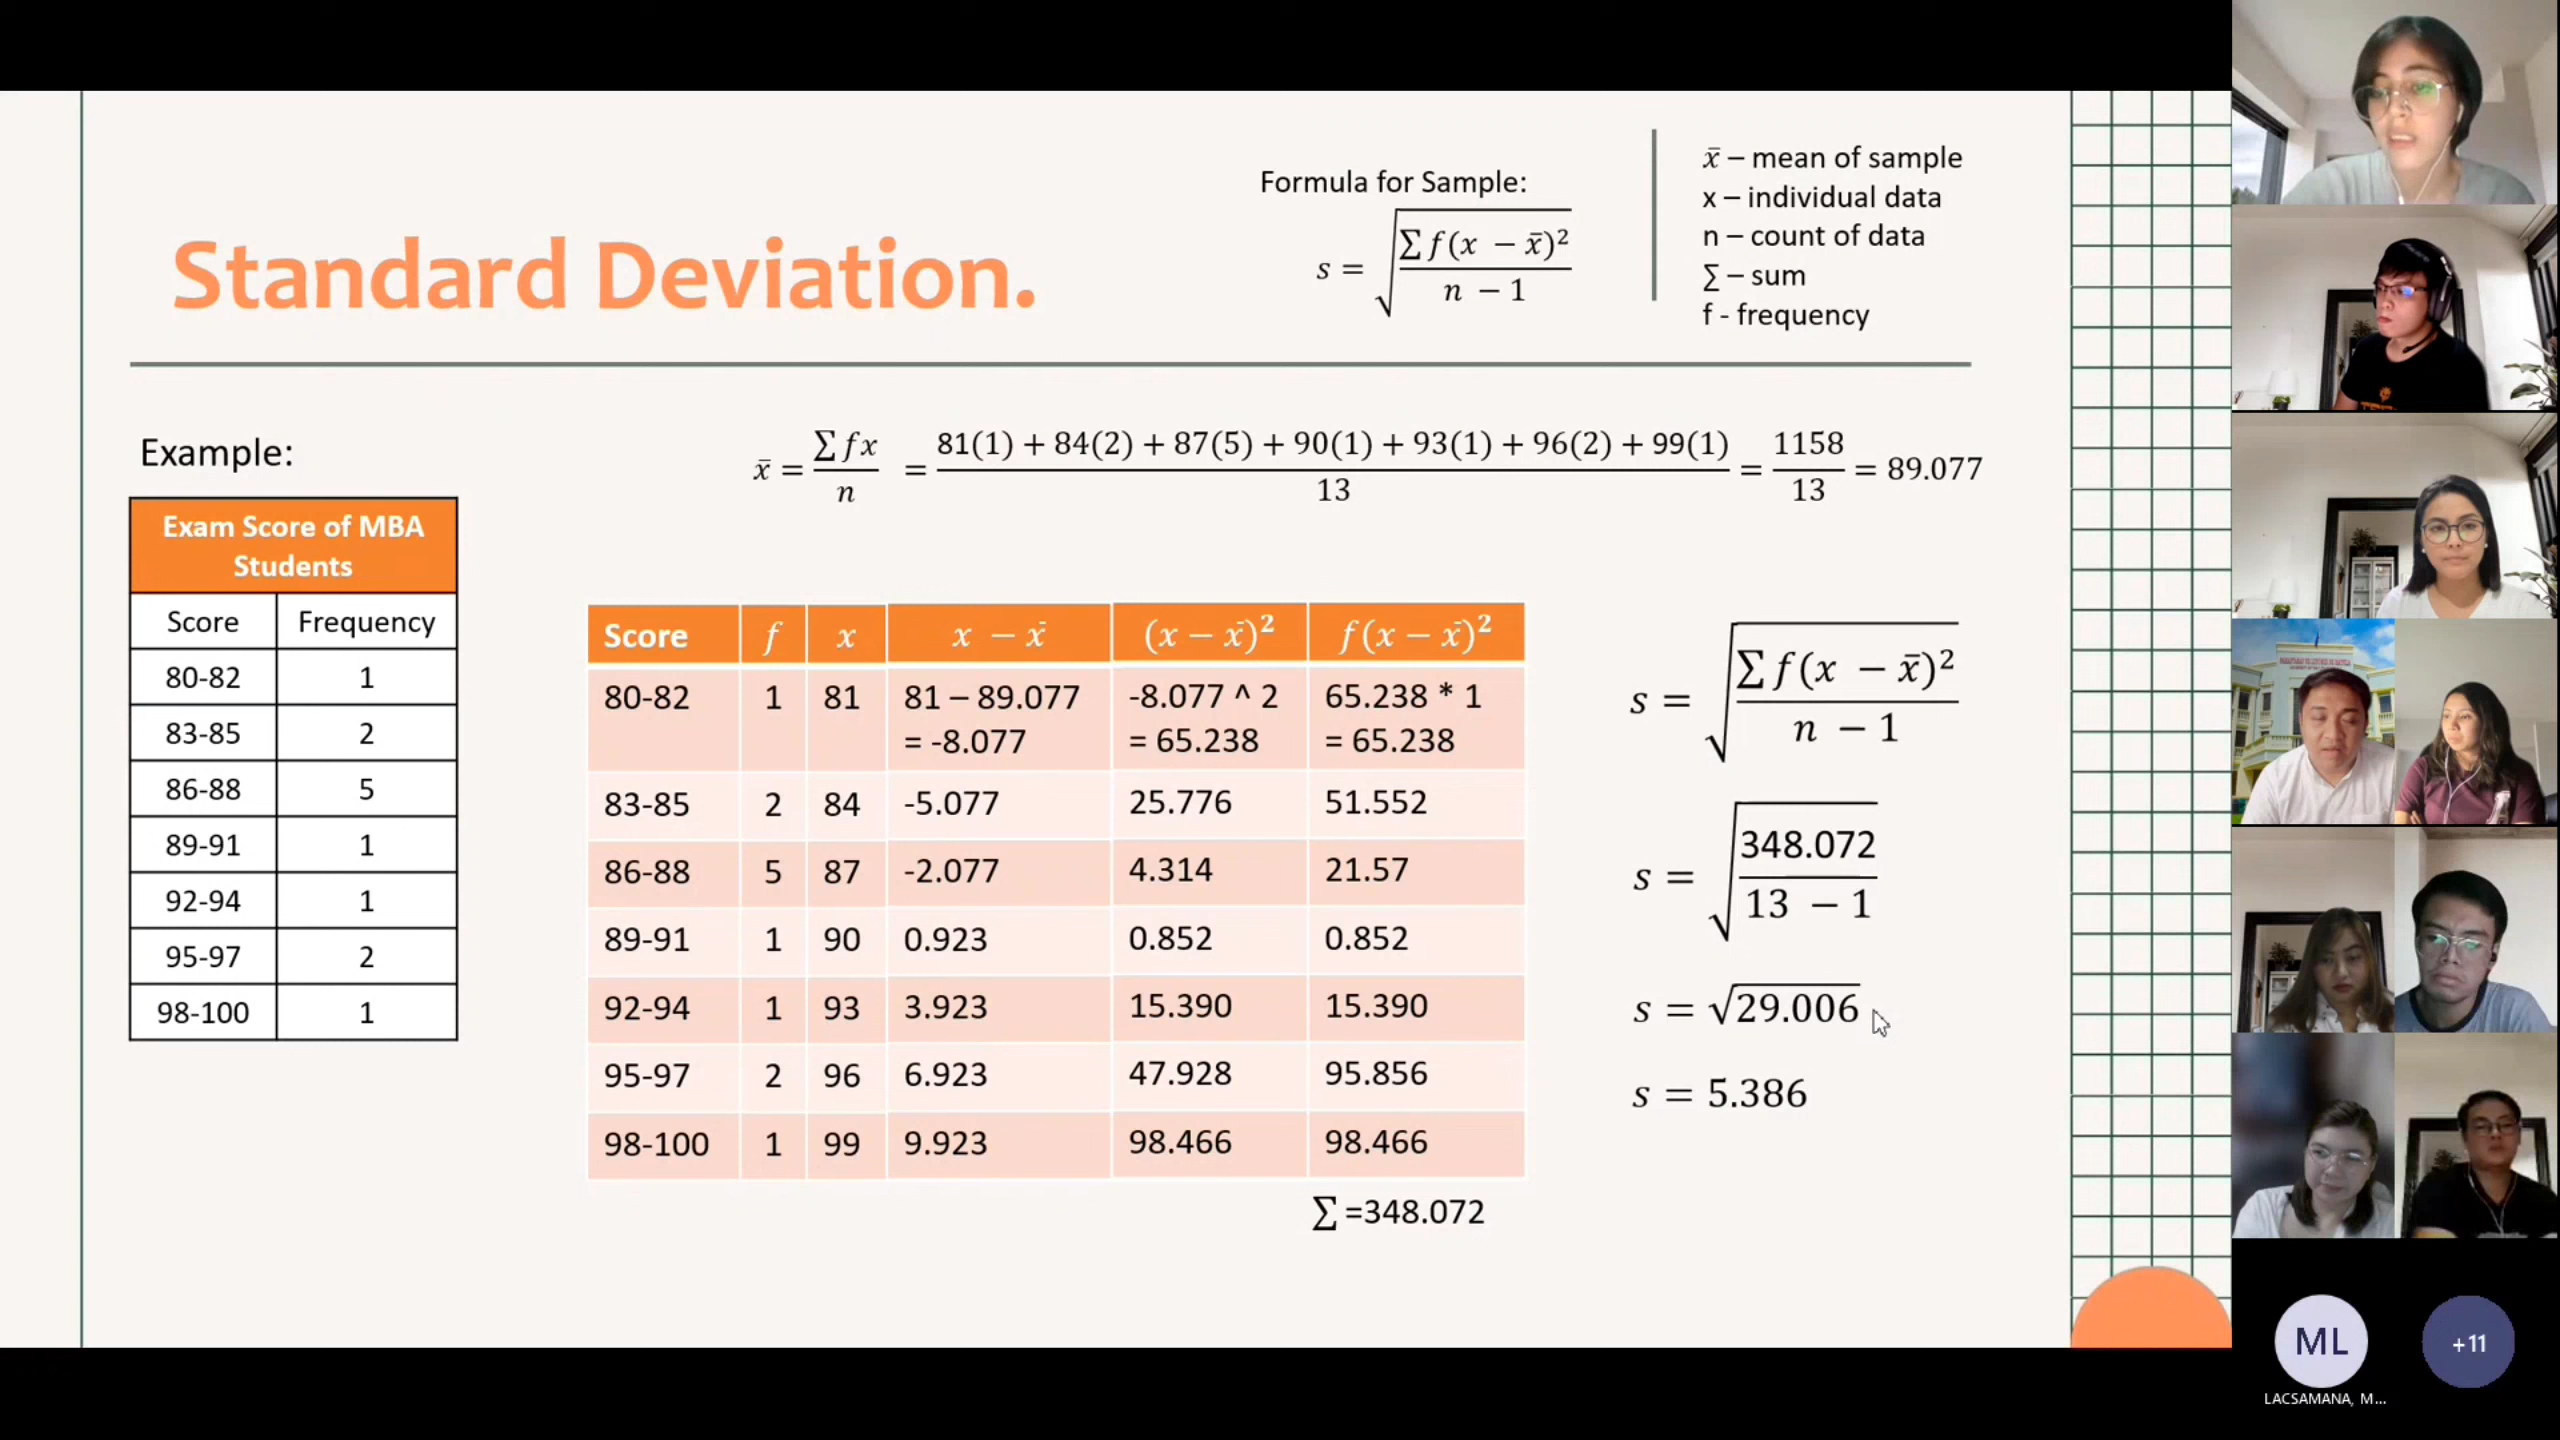 Standard Deviation.
Formula for Sample:
s = √(∑ f(x − x̄)² / (n − 1))
x̄ – mean of sample
x – individual data
n – count of data
∑ – sum
f - frequency
Example:
x̄ = ∑ fx / n = (81(1) + 84(2) + 87(5) + 90(1) + 93(1) + 96(2) + 99(1)) / 13 = 1158 / 13 = 89.077
Exam Score of MBA
Students
Score Frequency
80-82 1
83-85 2
86-88 5
89-91 1
92-94 1
95-97 2
98-100 1
Score f x x − x̄ (x − x̄)² f(x − x̄)²
80-82 1 81 81 – 89.077 -8.077 ^ 2 65.238 * 1
= -8.077 = 65.238 = 65.238
83-85 2 84 -5.077 25.776 51.552
86-88 5 87 -2.077 4.314 21.57
89-91 1 90 0.923 0.852 0.852
92-94 1 93 3.923 15.390 15.390
95-97 2 96 6.923 47.928 95.856
98-100 1 99 9.923 98.466 98.466
∑ =348.072
s = √(∑ f(x − x̄)² / (n − 1))
s = √(348.072 / (13 − 1))
s = √29.006
s = 5.386
ML
+11
LACSAMANA, M...